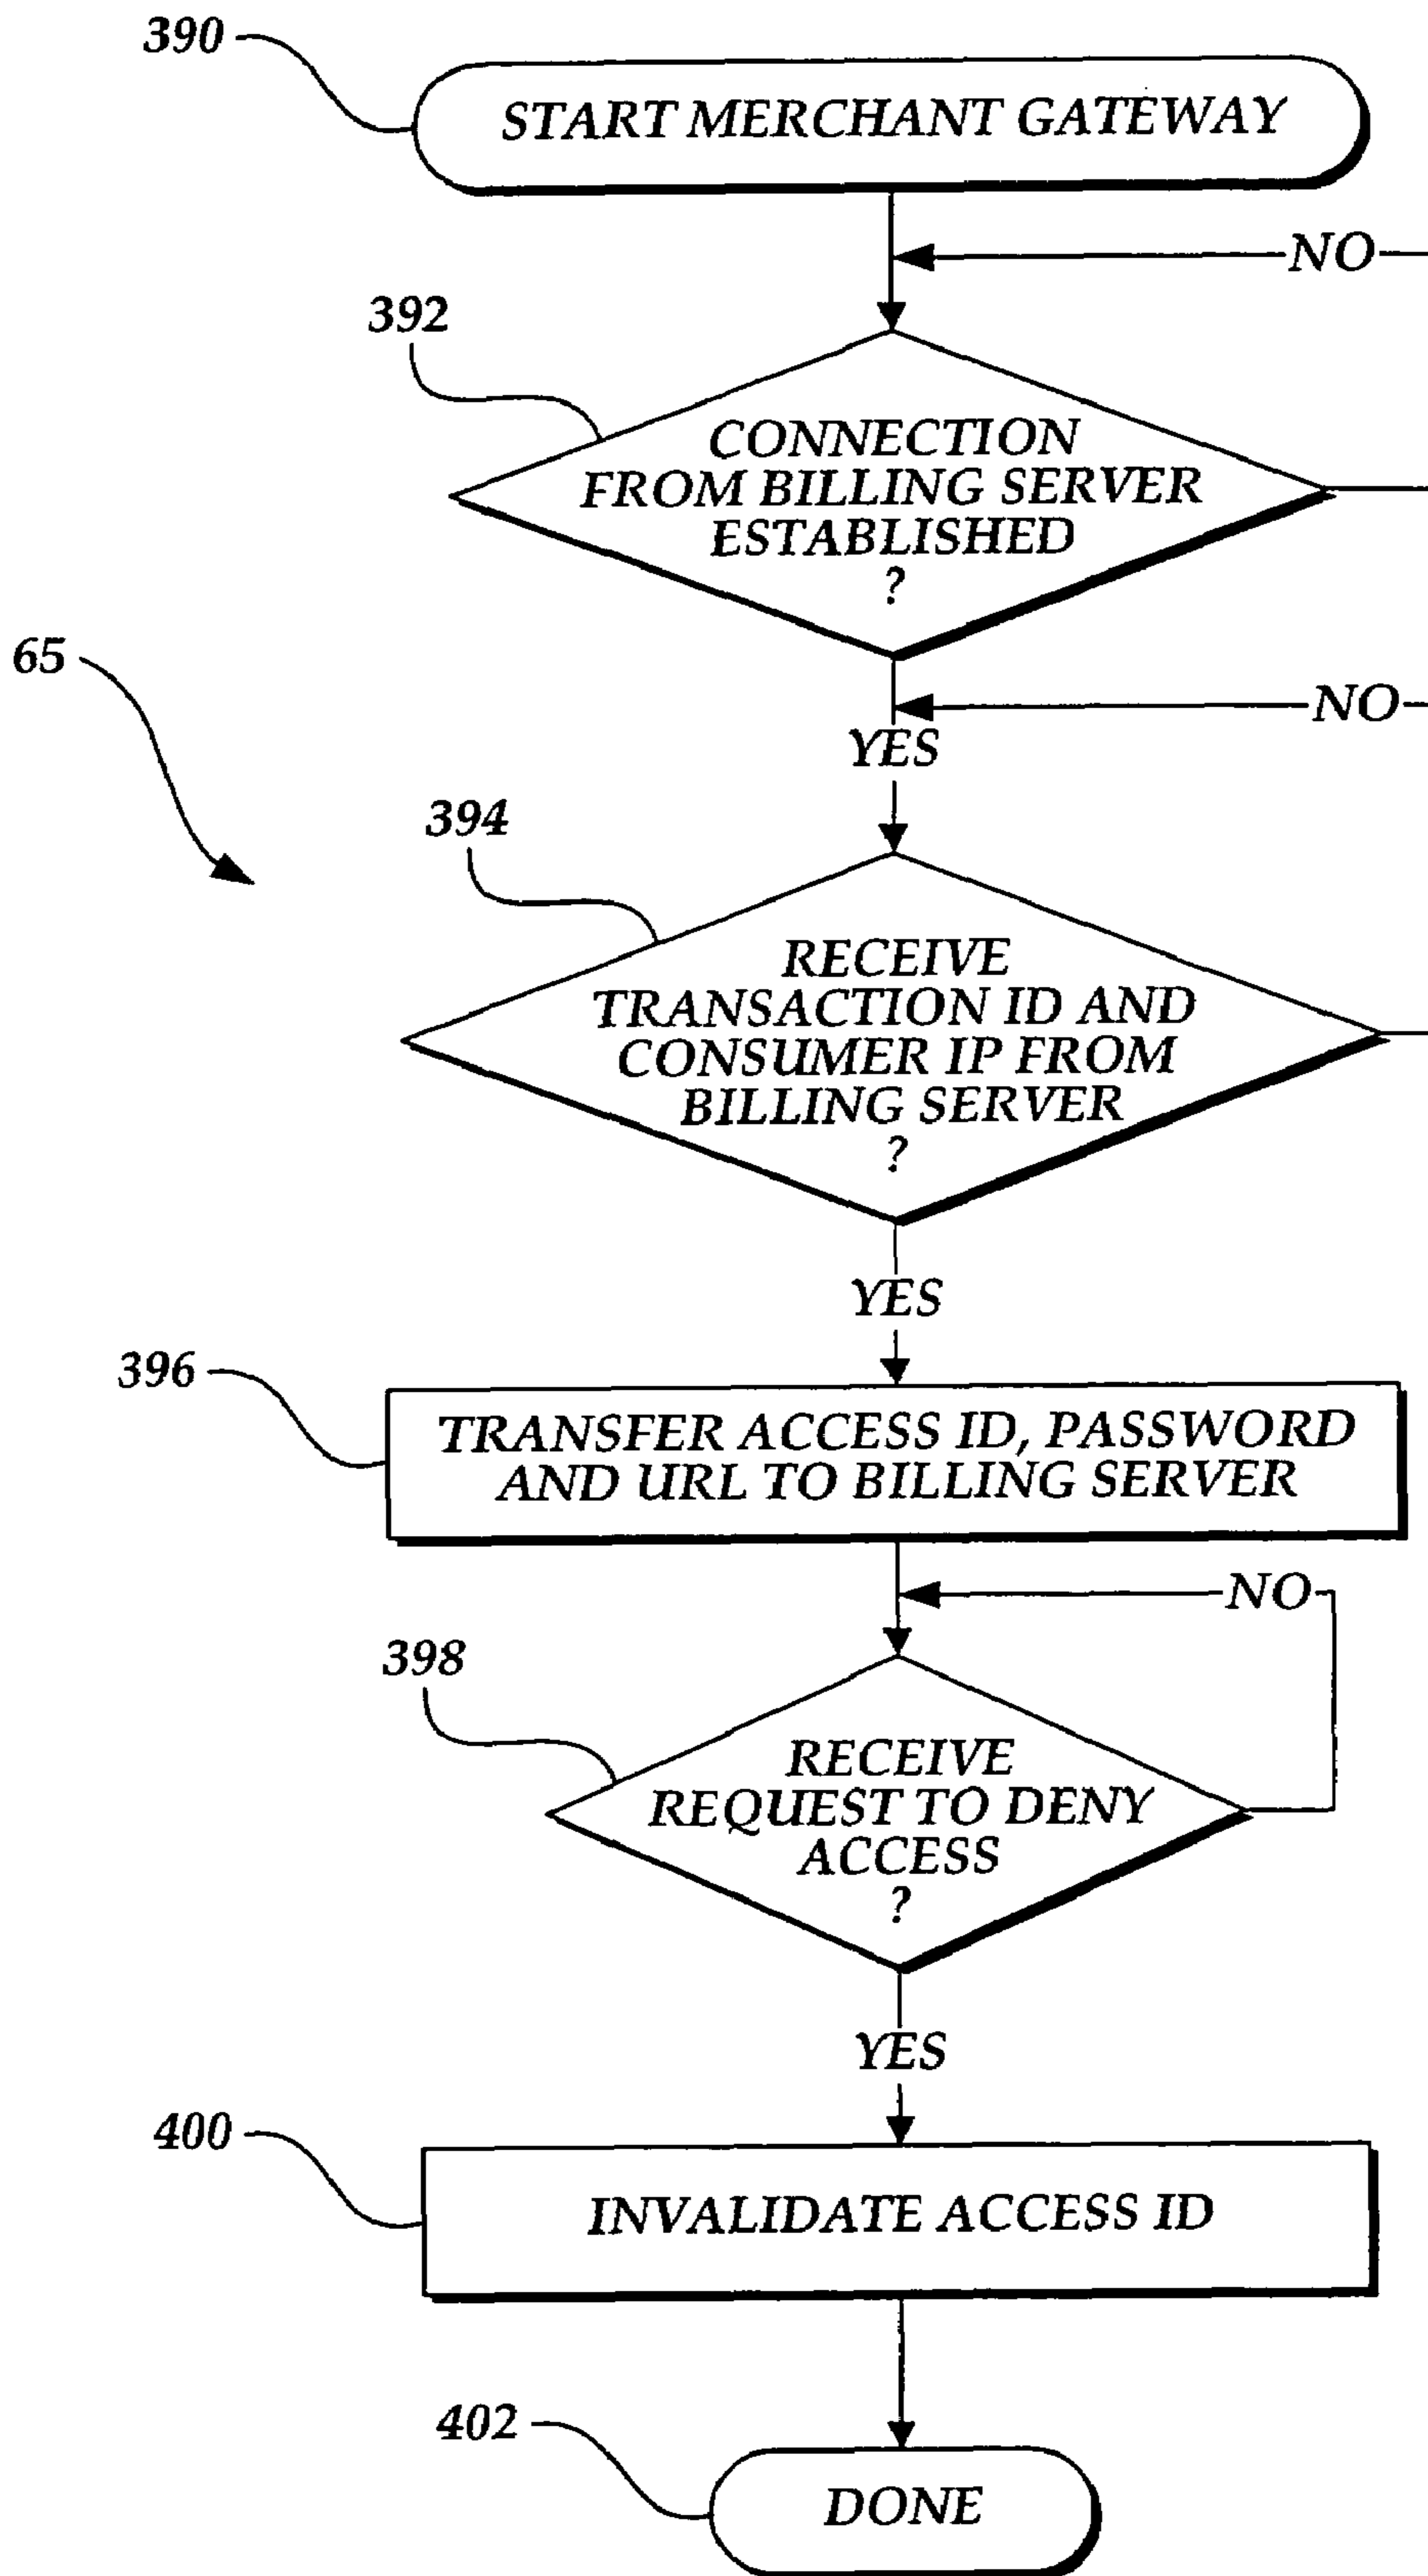 390
START MERCHANT GATEWAY
NO
392
CONNECTION
FROM BILLING SERVER
ESTABLISHED
?
65
NO
YES
394
RECEIVE
TRANSACTION ID AND
CONSUMER IP FROM
BILLING SERVER
?
YES
396
TRANSFER ACCESS ID, PASSWORD
AND URL TO BILLING SERVER
NO
398
RECEIVE
REQUEST TO DENY
ACCESS
?
YES
400
INVALIDATE ACCESS ID
402
DONE